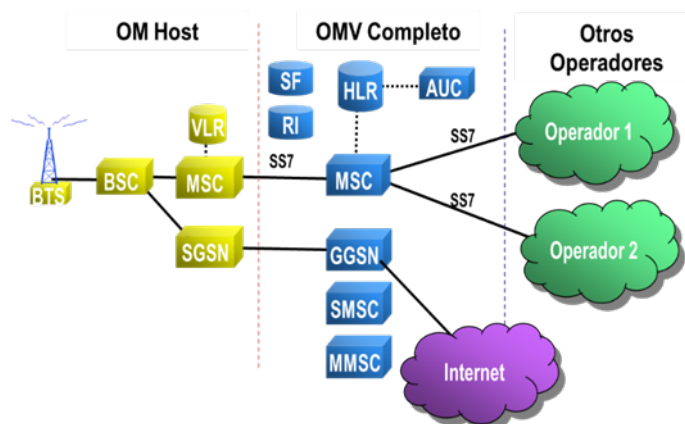 OM Host
OMV Completo
Otros
Operadores
SF
HLR
AUC
RI
VLR
Operador 1
SS7
BTS
BSC
MSC
SS7
MSC
SS7
SGSN
GGSN
Operador 2
SMSC
MMSC
Internet